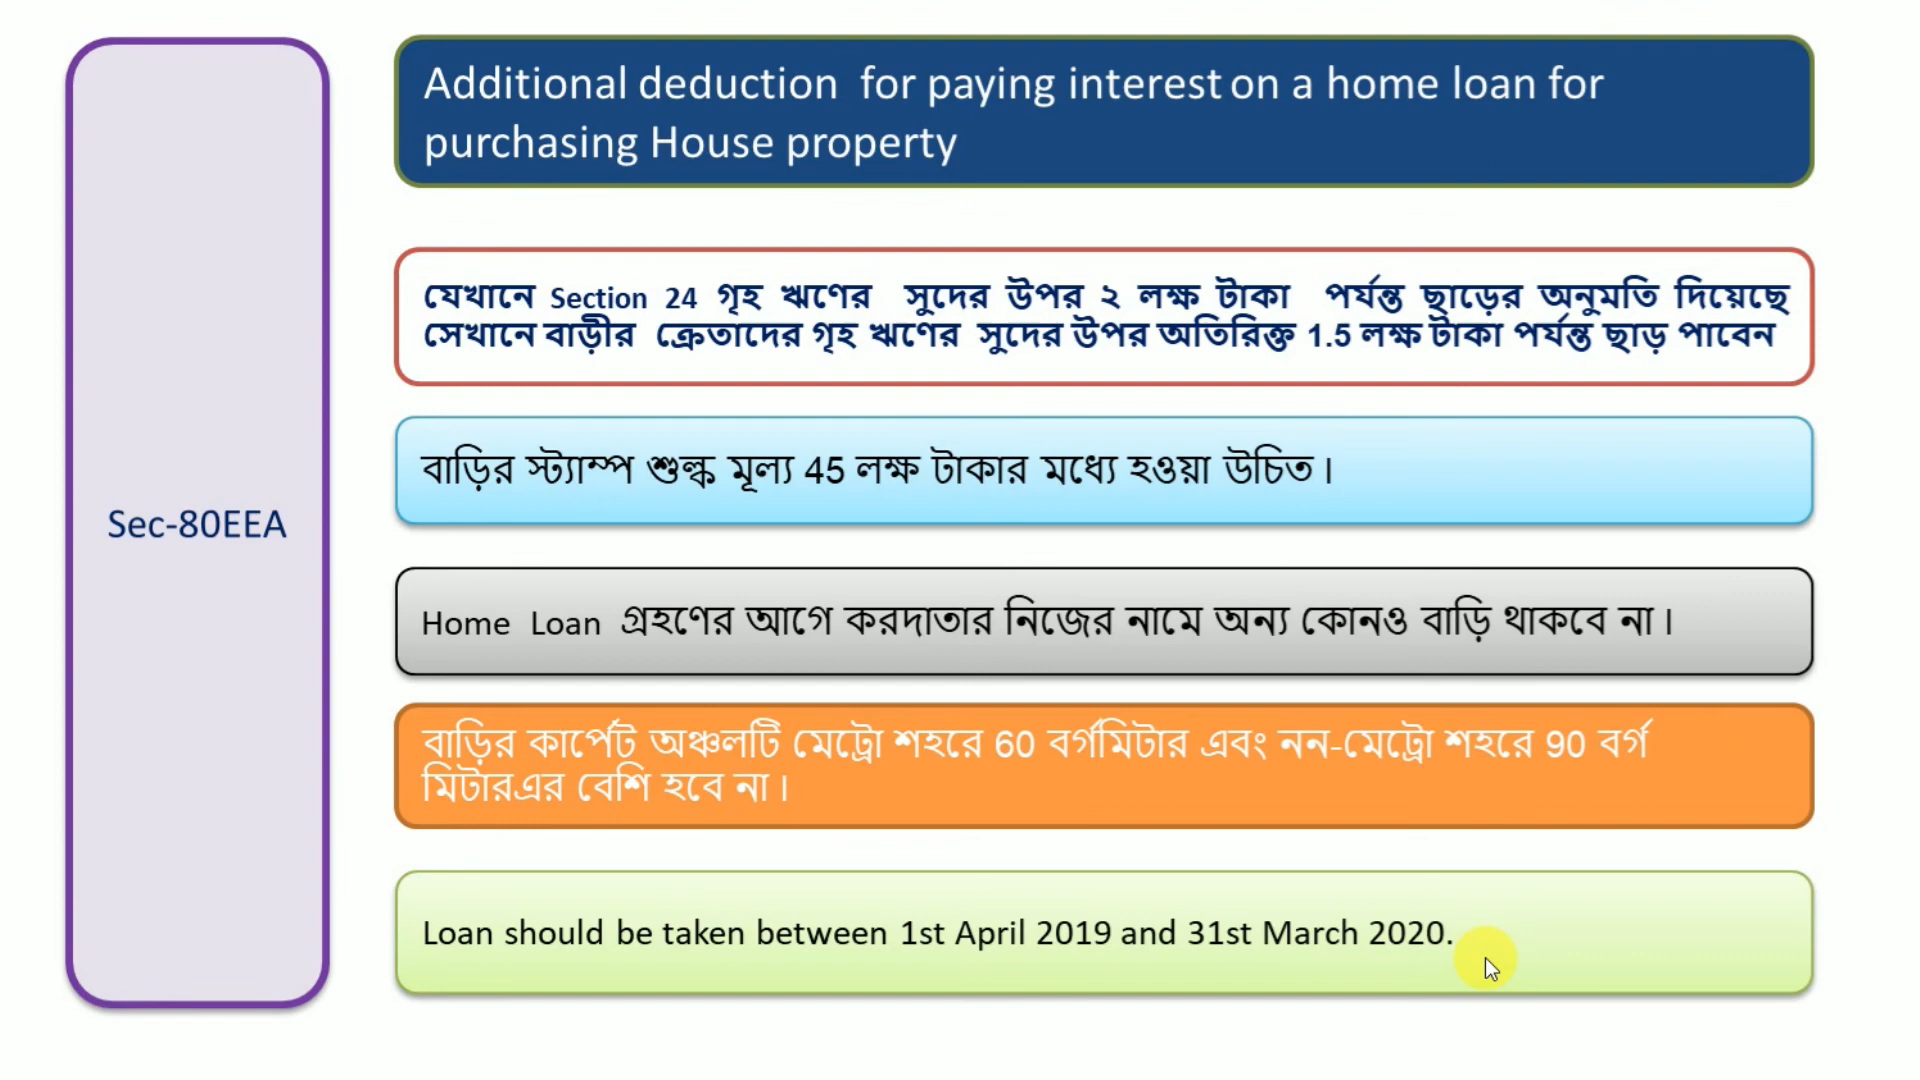 Sec-80EEA
Additional deduction for paying interest on a home loan for
purchasing House property
যেখানে Section 24 গৃহ ঋণের সুদের উপর ২ লক্ষ টাকা পর্যন্ত ছাড়ের অনুমতি দিয়েছে
সেখানে বাড়ীর ক্রেতাদের গৃহ ঋণের সুদের উপর অতিরিক্ত 1.5 লক্ষ টাকা পর্যন্ত ছাড় পাবেন
বাড়ির স্ট্যাম্প শুল্ক মূল্য 45 লক্ষ টাকার মধ্যে হওয়া উচিত।
Home Loan গ্রহণের আগে করদাতার নিজের নামে অন্য কোনও বাড়ি থাকবে না।
বাড়ির কার্পেট অঞ্চলটি মেট্রো শহরে 60 বর্গমিটার এবং নন-মেট্রো শহরে 90 বর্গ
মিটারএর বেশি হবে না।
Loan should be taken between 1st April 2019 and 31st March 2020.